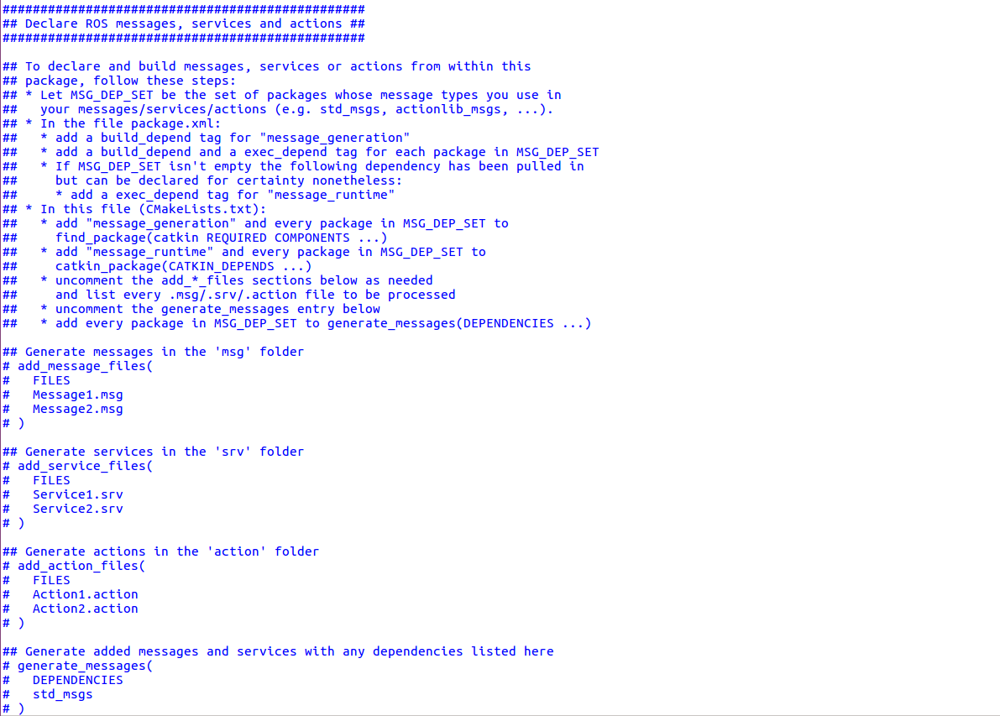 ################################################
## Declare ROS messages, services and actions ##
################################################
## To declare and build messages, services or actions from within this
## package, follow these steps:
## * Let MSG_DEP_SET be the set of packages whose message types you use in
##   your messages/services/actions (e.g. std_msgs, actionlib_msgs, ...).
## * In the file package.xml:
##   * add a build_depend tag for "message_generation"
##   * add a build_depend and a exec_depend tag for each package in MSG_DEP_SET
##   * If MSG_DEP_SET isn't empty the following dependency has been pulled in
##     but can be declared for certainty nonetheless:
##     * add a exec_depend tag for "message_runtime"
## * In this file (CMakeLists.txt):
##   * add "message_generation" and every package in MSG_DEP_SET to
##     find_package(catkin REQUIRED COMPONENTS ...)
##   * add "message_runtime" and every package in MSG_DEP_SET to
##     catkin_package(CATKIN_DEPENDS ...)
##   * uncomment the add_*_files sections below as needed
##     and list every .msg/.srv/.action file to be processed
##   * uncomment the generate_messages entry below
##   * add every package in MSG_DEP_SET to generate_messages(DEPENDENCIES ...)
## Generate messages in the 'msg' folder
# add_message_files(
#   FILES
#   Message1.msg
#   Message2.msg
# )
## Generate services in the 'srv' folder
# add_service_files(
#   FILES
#   Service1.srv
#   Service2.srv
# )
## Generate actions in the 'action' folder
# add_action_files(
#   FILES
#   Action1.action
#   Action2.action
# )
## Generate added messages and services with any dependencies listed here
# generate_messages(
#   DEPENDENCIES
#   std_msgs
# )